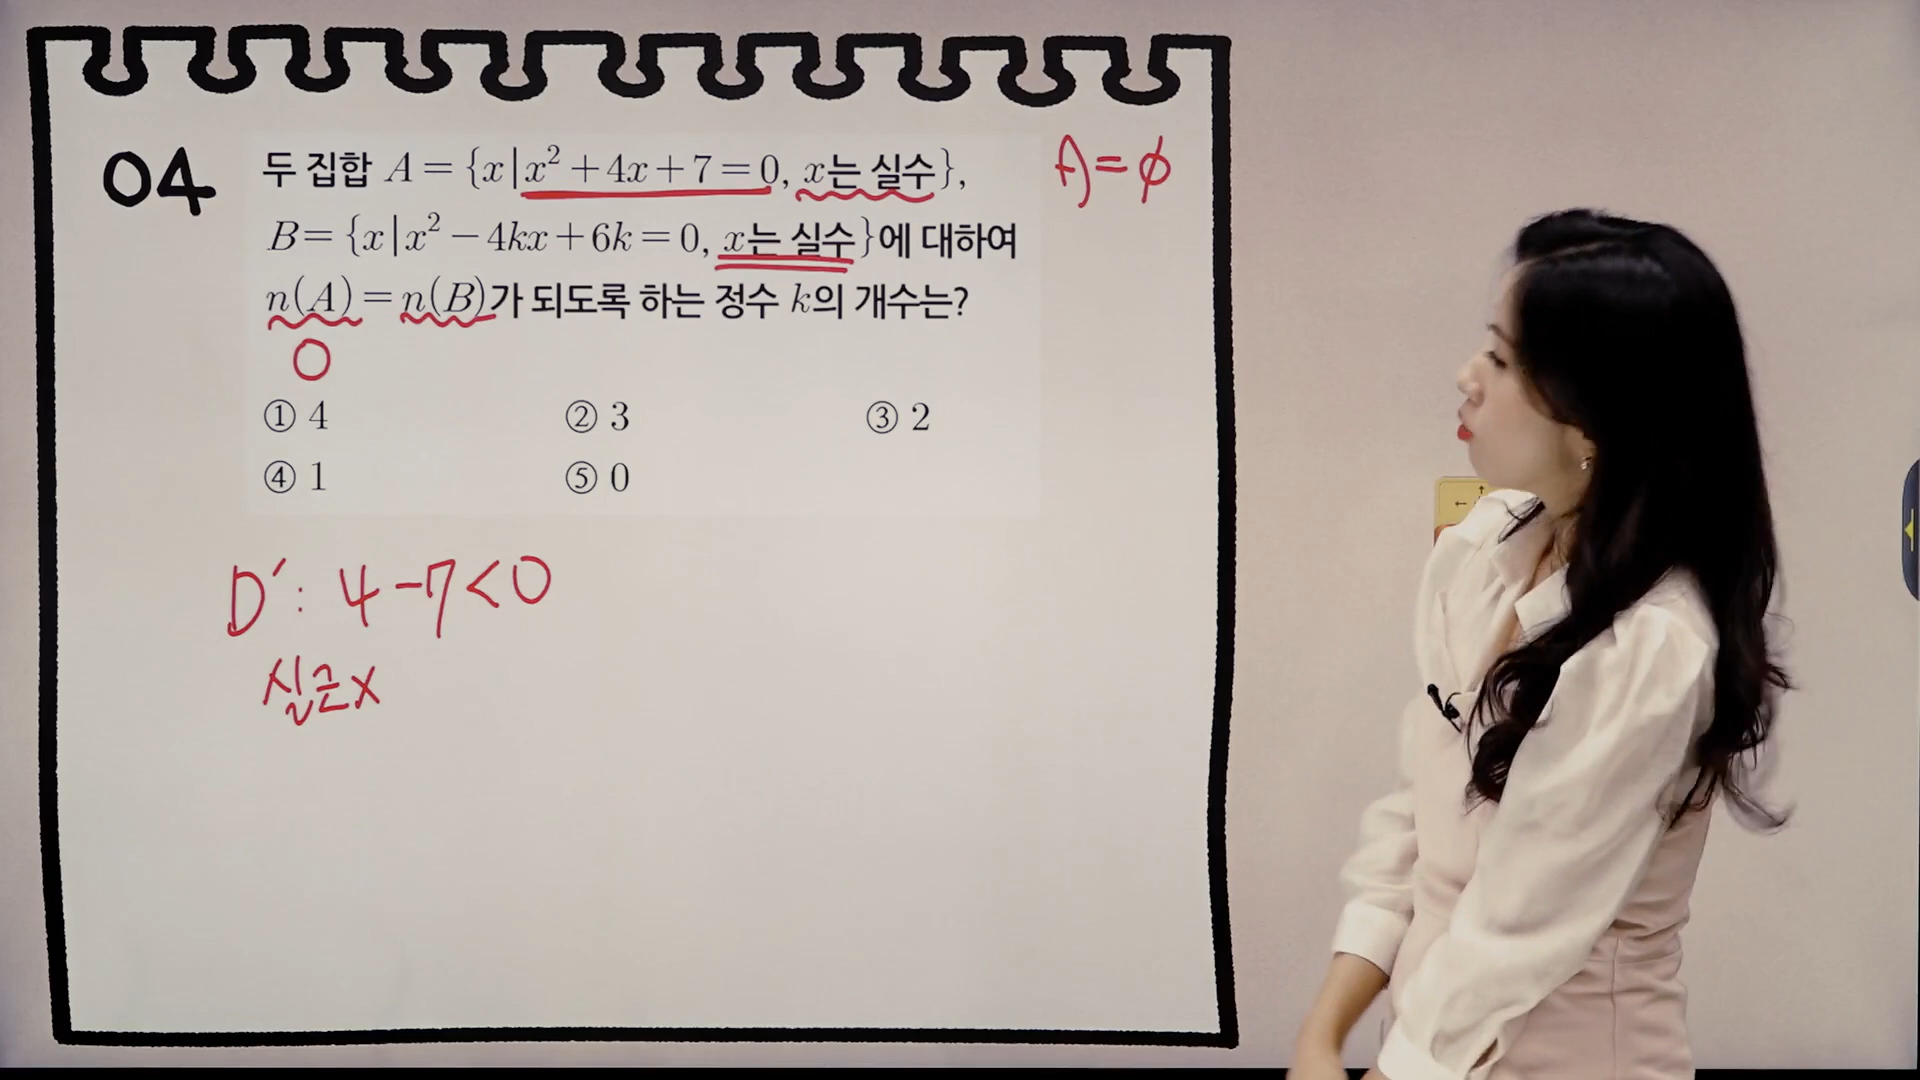 04 두 집합 A = {x|x² + 4x + 7 = 0, x는 실수}, A = ϕ
B = {x|x² − 4kx + 6k = 0, x는 실수}에 대하여
n(A) = n(B)가 되도록 하는 정수 k의 개수는?
0
① 4 ② 3 ③ 2
④ 1 ⑤ 0
D′: 4 − 7 < 0
실근 x